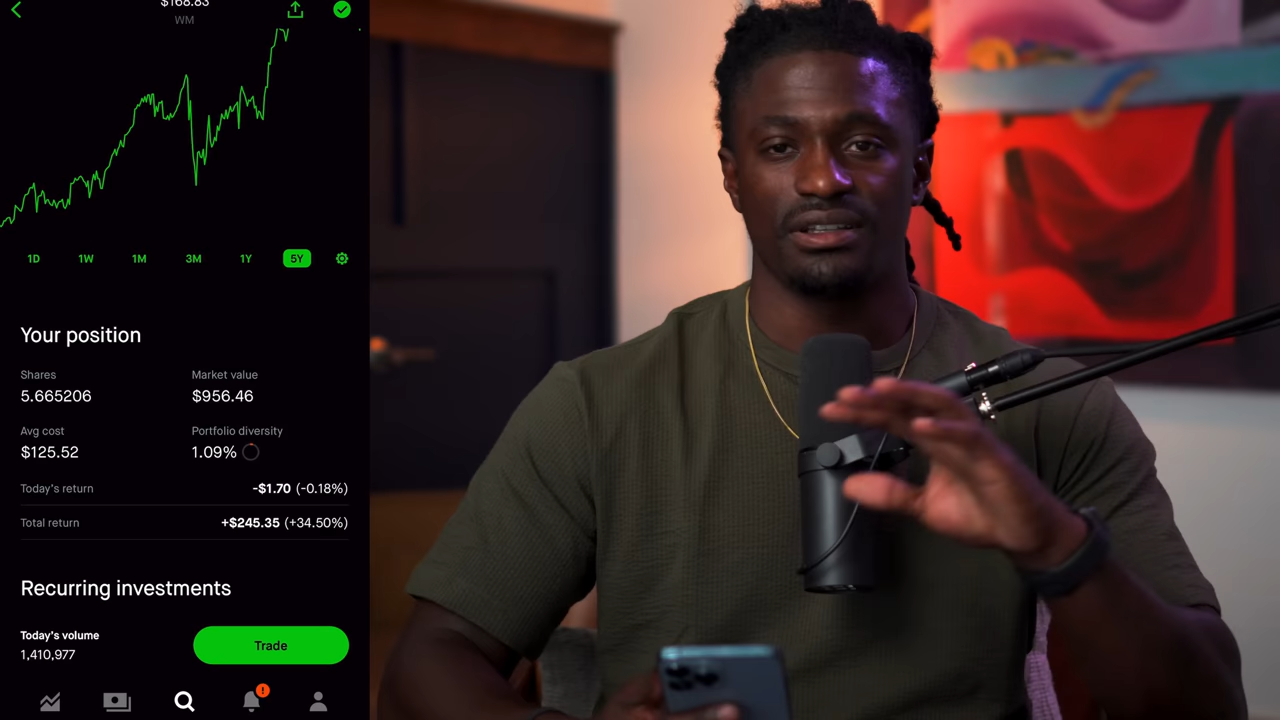 $168.83
WM
1D 1W 1M 3M 1Y 5Y
Your position
Shares Market value
5.665206 $956.46
Avg cost Portfolio diversity
$125.52 1.09%
Today's return -$1.70 (-0.18%)
Total return +$245.35 (+34.50%)
Recurring investments
Today's volume
1,410,977
Trade
!